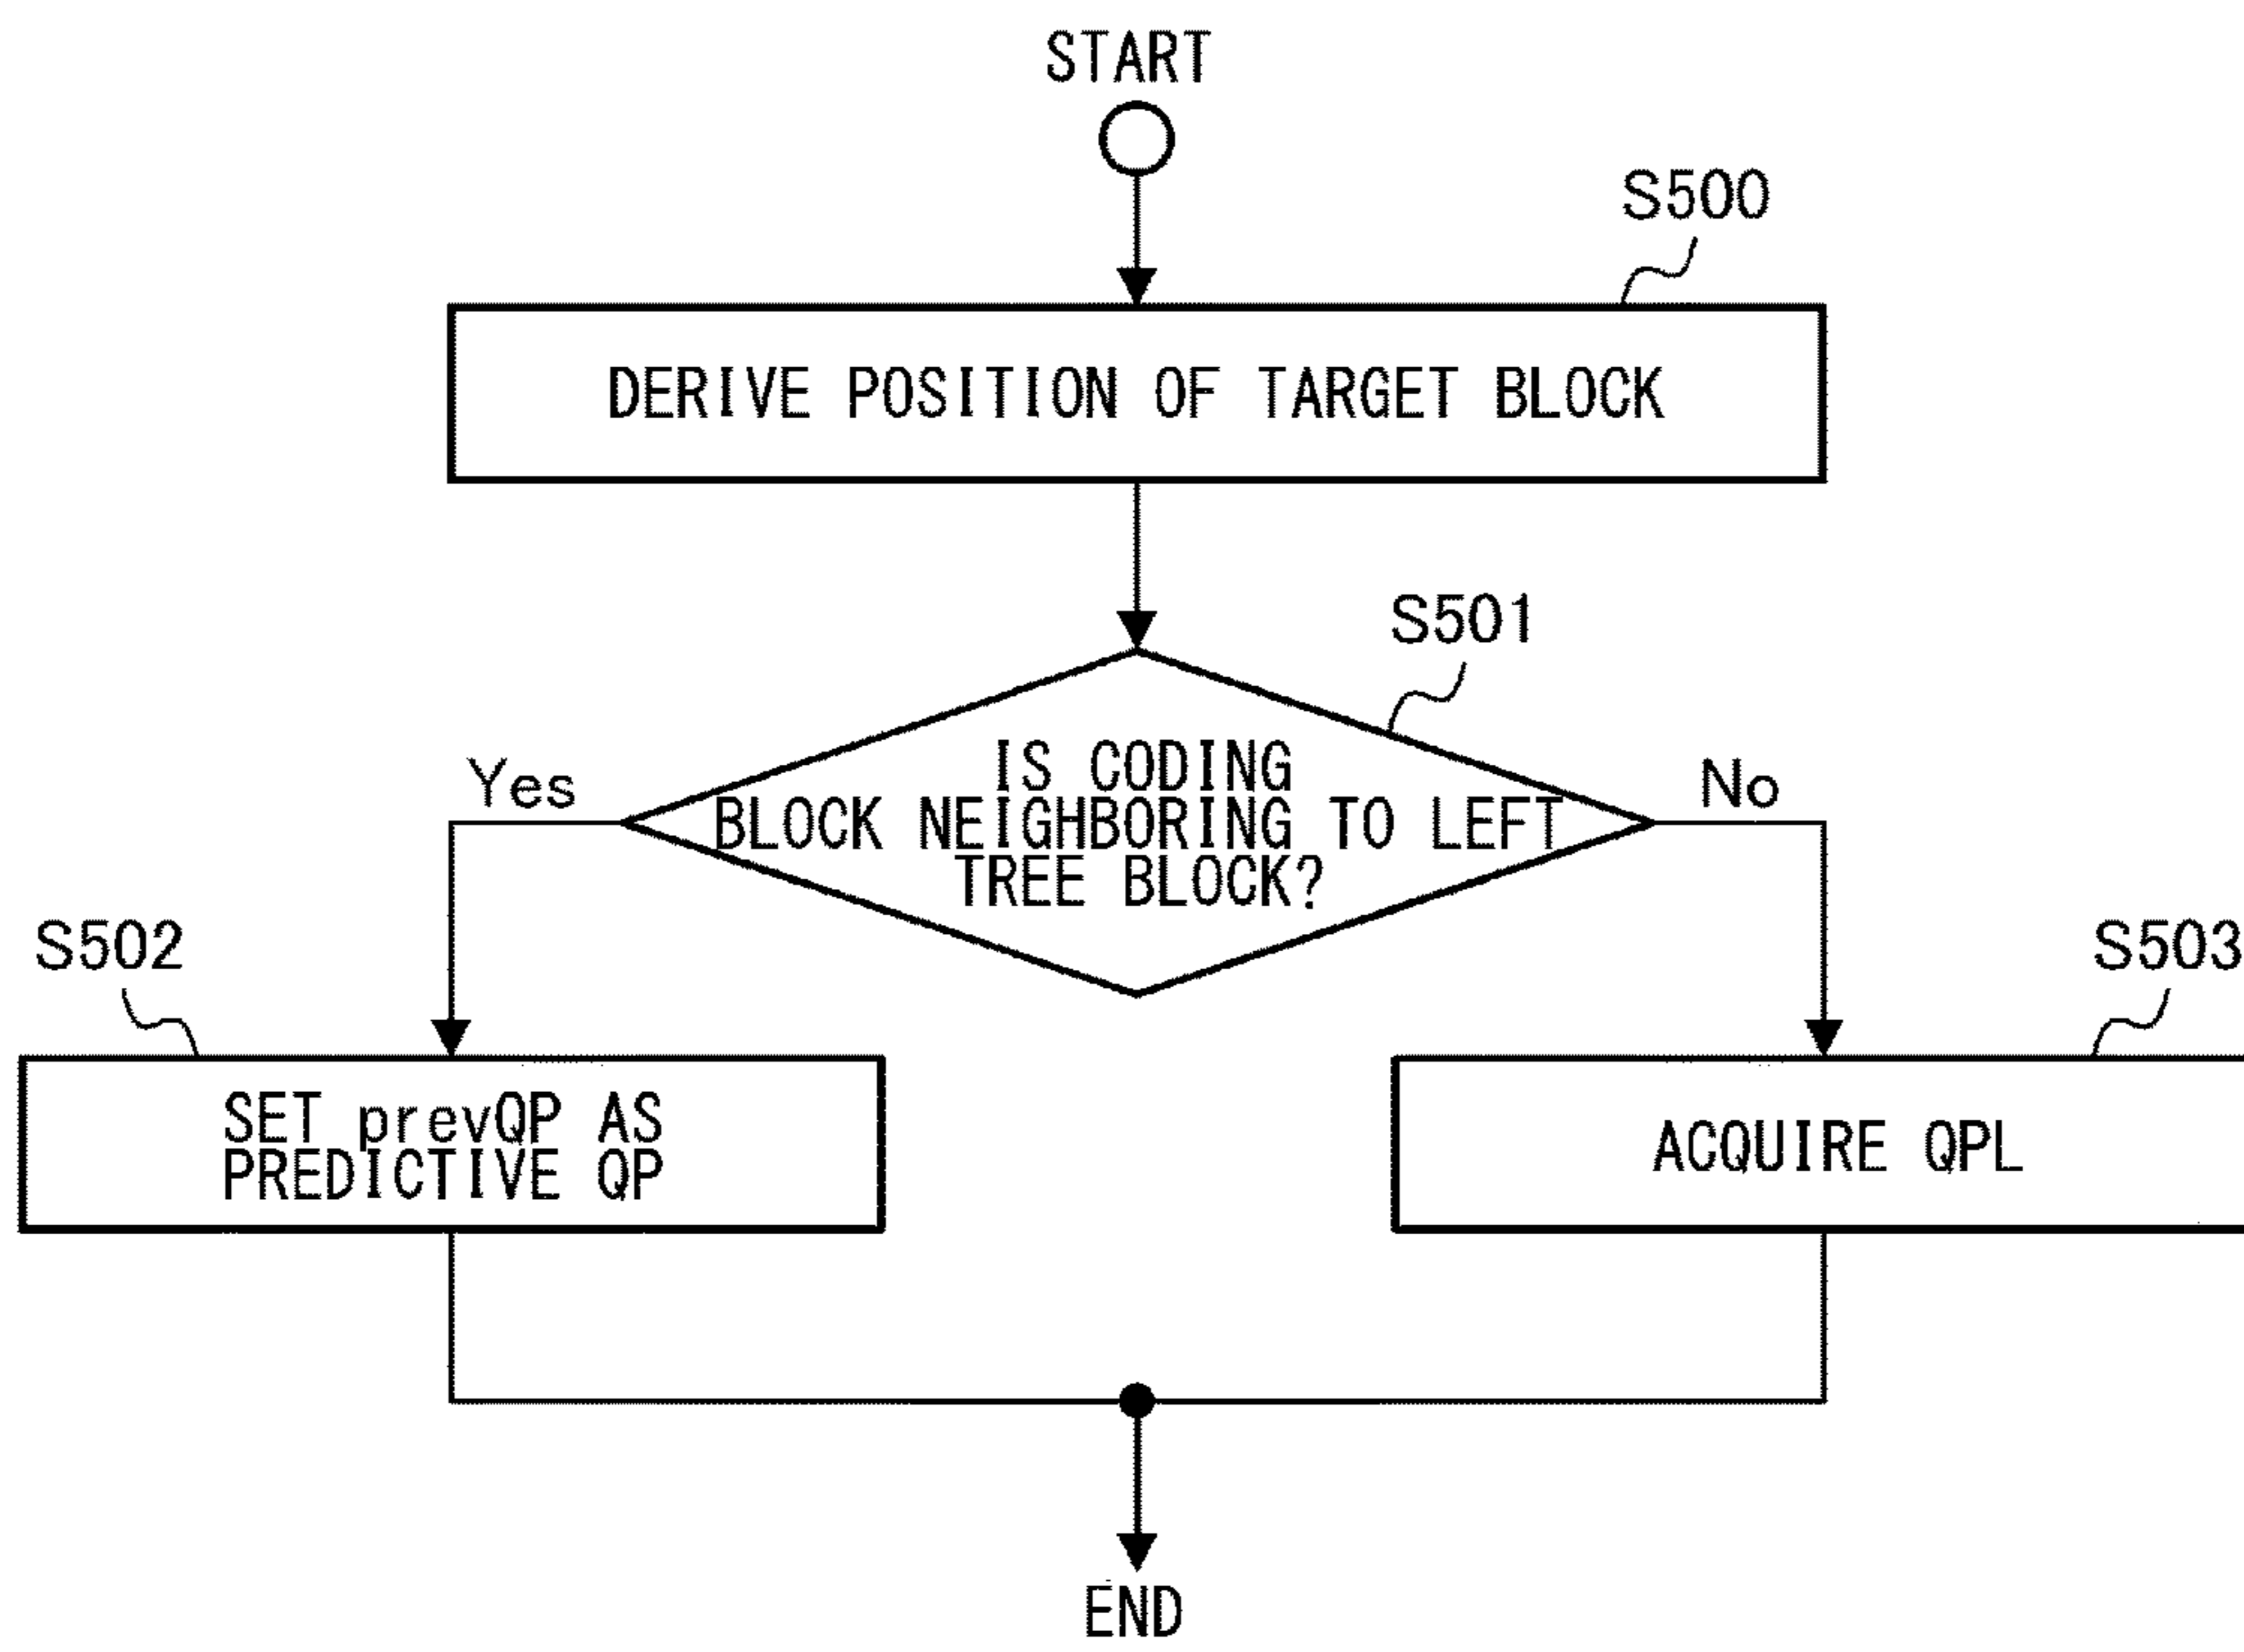 START
S500
DERIVE POSITION OF TARGET BLOCK
S501
IS CODING
BLOCK NEIGHBORING TO LEFT
TREE BLOCK?
Yes
No
S502
S503
SET prevQP AS
PREDICTIVE QP
ACQUIRE QPL
END